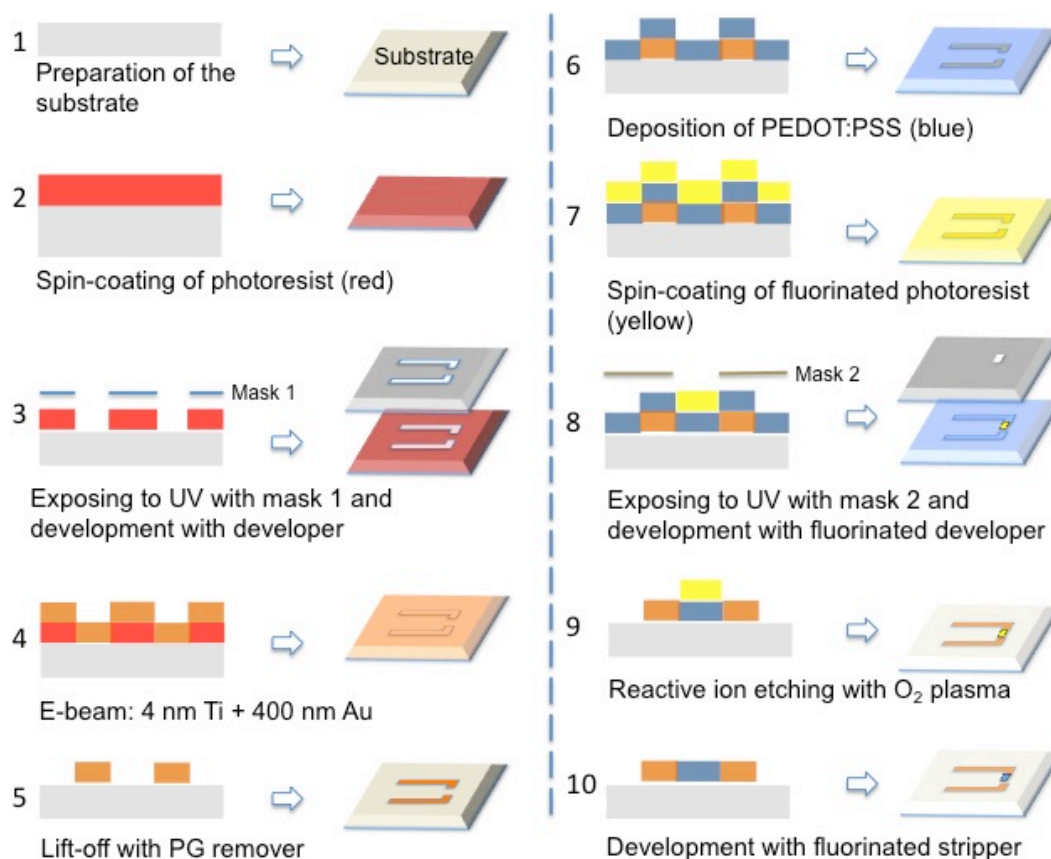 1
Preparation of the
substrate
Substrate
2
Spin-coating of photoresist (red)
Mask 1
3
Exposing to UV with mask 1 and
development with developer
4
E-beam: 4 nm Ti + 400 nm Au
5
Lift-off with PG remover
6
Deposition of PEDOT:PSS (blue)
7
Spin-coating of fluorinated photoresist
(yellow)
Mask 2
8
Exposing to UV with mask 2 and
development with fluorinated developer
9
Reactive ion etching with O₂ plasma
10
Development with fluorinated stripper